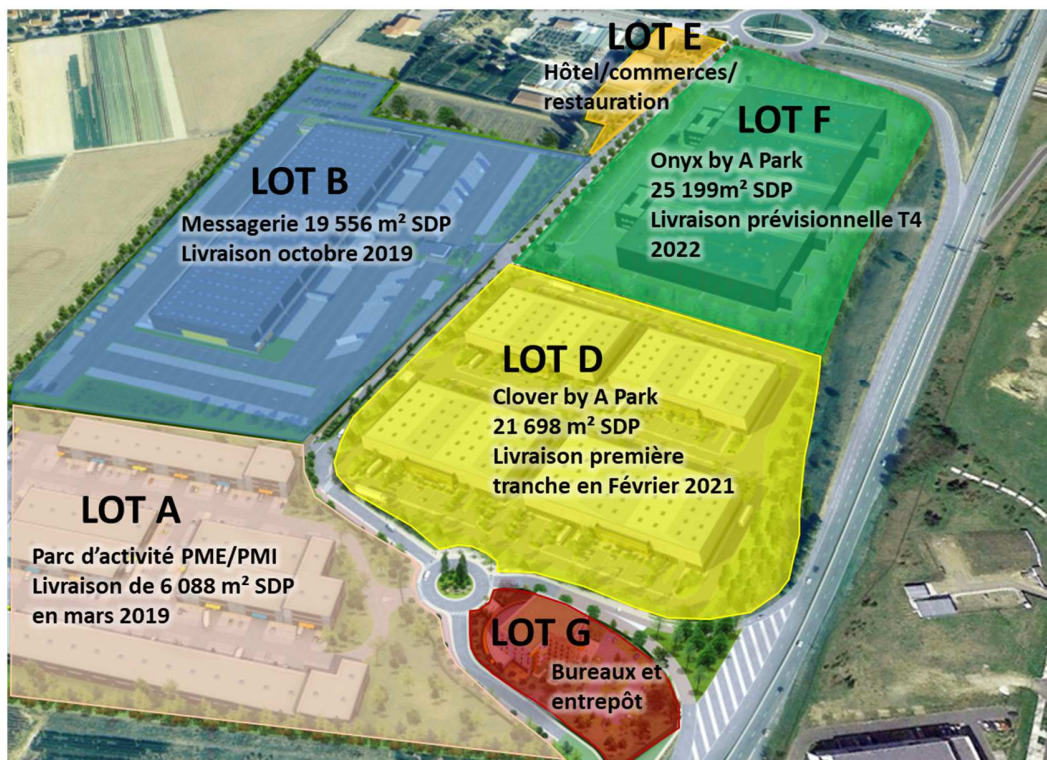 LOT E
Hôtel/commerces/
restauration
LOT F
Onyx by A Park
25 199m² SDP
Livraison prévisionnelle T4
2022
LOT B
Messagerie 19 556 m² SDP
Livraison octobre 2019
LOT D
Clover by A Park
21 698 m² SDP
Livraison première
tranche en Février 2021
LOT A
Parc d’activité PME/PMI
Livraison de 6 088 m² SDP
en mars 2019
LOT G
Bureaux et
entrepôt